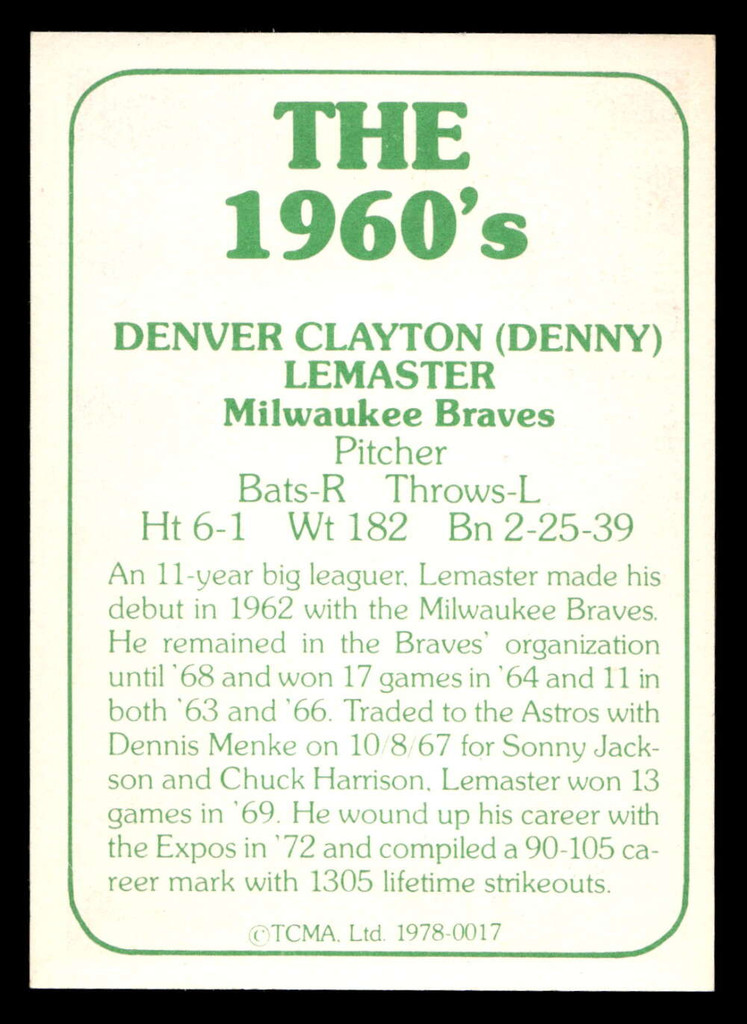 THE
1960's
DENVER CLAYTON (DENNY)
LEMASTER
Milwaukee Braves
Pitcher
Bats-R Throws-L
Ht 6-1 Wt 182 Bn 2-25-39
An 11-year big leaguer, Lemaster made his
debut in 1962 with the Milwaukee Braves.
He remained in the Braves' organization
until '68 and won 17 games in '64 and 11 in
both '63 and '66. Traded to the Astros with
Dennis Menke on 10/8/67 for Sonny Jack-
son and Chuck Harrison, Lemaster won 13
games in '69. He wound up his career with
the Expos in '72 and compiled a 90-105 ca-
reer mark with 1305 lifetime strikeouts.
©TCMA, Ltd. 1978-0017